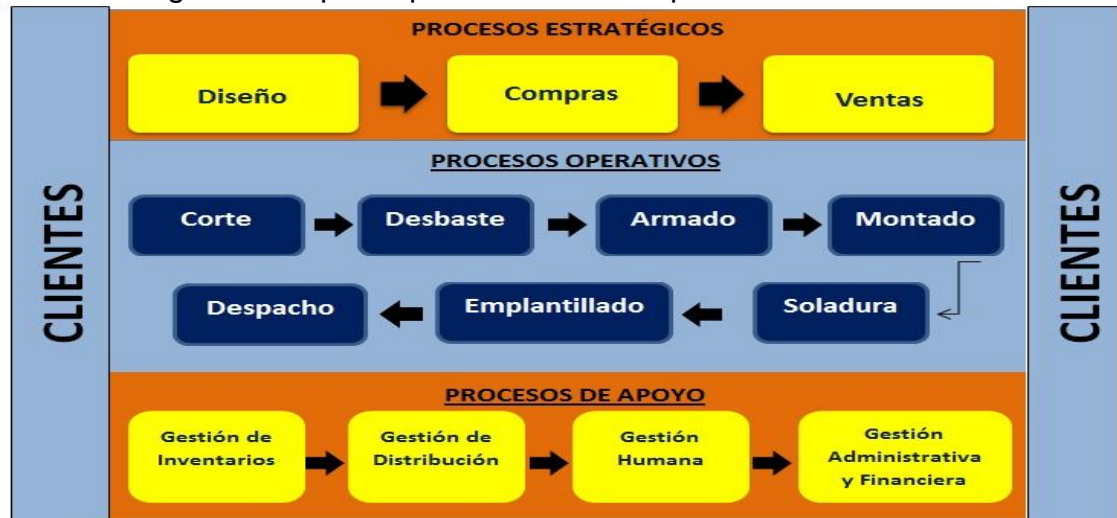 PROCESOS ESTRATÉGICOS
Diseño
Compras
Ventas
CLIENTES
PROCESOS OPERATIVOS
Corte
Desbaste
Armado
Montado
Despacho
Emplantillado
Soladura
CLIENTES
PROCESOS DE APOYO
Gestión de
Inventarios
Gestión de
Distribución
Gestión
Humana
Gestión
Administrativa
y Financiera